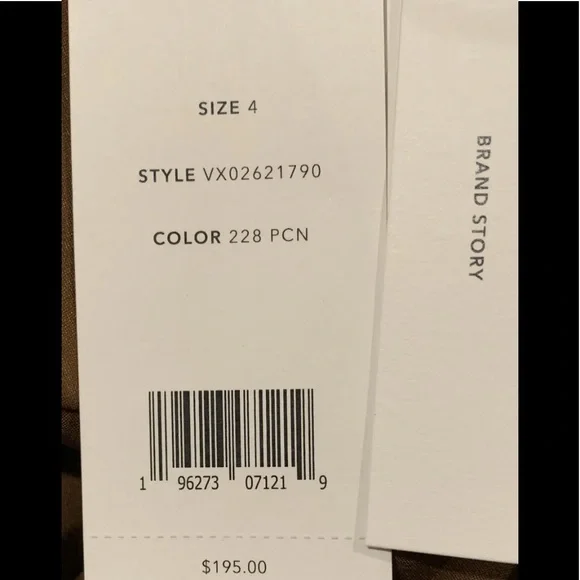 SIZE 4
STYLE VX02621790
COLOR 228 PCN
1 96273 07121 9
$195.00
BRAND STORY